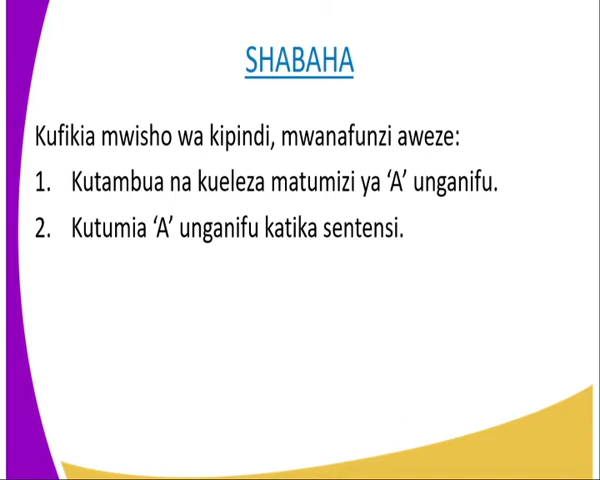 SHABAHA
Kufikia mwisho wa kipindi, mwanafunzi aweze:
1. Kutambua na kueleza matumizi ya ‘A’ unganifu.
2. Kutumia ‘A’ unganifu katika sentensi.